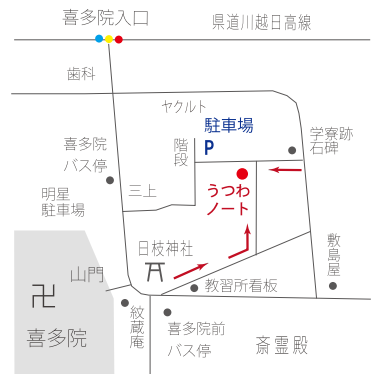 喜多院入口
県道川越日高線
歯科
ヤクルト
駐車場
P
階段
学寮跡
石碑
喜多院
バス停
明星
駐車場
三上
うつわ
ノート
日枝神社
敷島屋
山門
卍
喜多院
教習所看板
紋蔵庵
喜多院前
バス停
斎霊殿